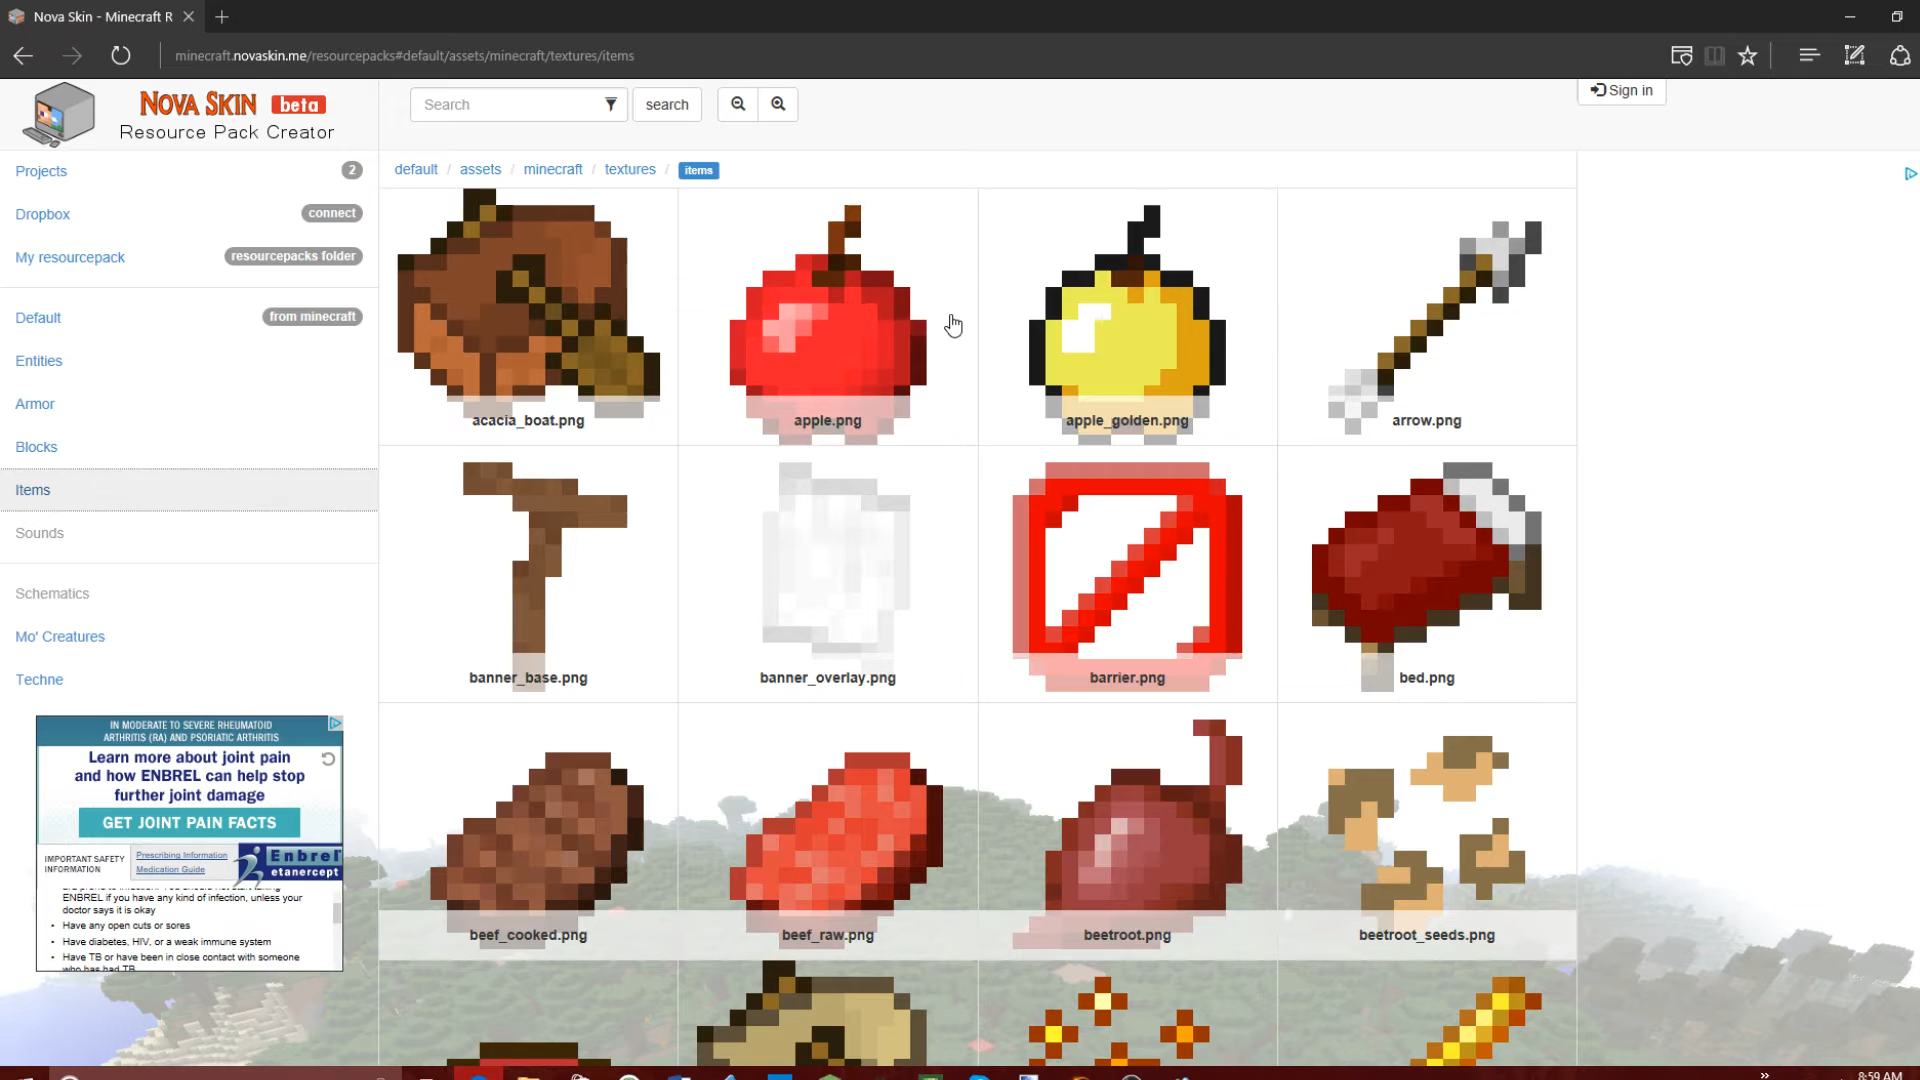 Nova Skin - Minecraft R
minecraft.novaskin.me/resourcepacks#default/assets/minecraft/textures/items
NOVA SKIN beta
Resource Pack Creator
Search
search
Sign in
Projects 2
Dropbox connect
My resourcepack resourcepacks folder
Default from minecraft
Entities
Armor
Blocks
Items
Sounds
Schematics
Mo' Creatures
Techne
default / assets / minecraft / textures / items
acacia_boat.png
apple.png
apple_golden.png
arrow.png
banner_base.png
banner_overlay.png
barrier.png
bed.png
beef_cooked.png
beef_raw.png
beetroot.png
beetroot_seeds.png
IN MODERATE TO SEVERE RHEUMATOID
ARTHRITIS (RA) AND PSORIATIC ARTHRITIS
Learn more about joint pain
and how ENBREL can help stop
further joint damage
GET JOINT PAIN FACTS
IMPORTANT SAFETY
INFORMATION
Prescribing Information
Medication Guide
Enbrel
etanercept
ENBREL if you have any kind of infection, unless your
doctor says it is okay
• Have any open cuts or sores
• Have diabetes, HIV, or a weak immune system
• Have TB or have been in close contact with someone
who has had TB
8:59 AM